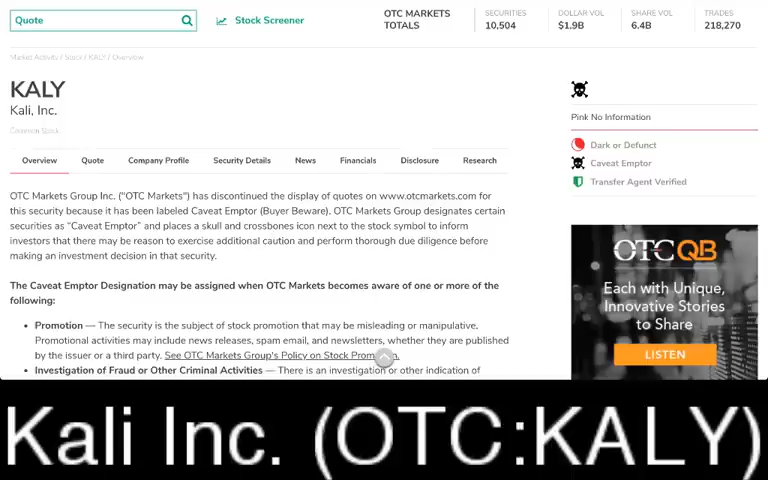 Quote
Stock Screener
OTC MARKETS TOTALS
SECURITIES
10,504
DOLLAR VOL
$1.9B
SHARE VOL
6.4B
TRADES
218,270
Market Activity / Stock / KALY / Overview
KALY
Kali, Inc.
Common Stock
Overview Quote Company Profile Security Details News Financials Disclosure Research
OTC Markets Group Inc. ("OTC Markets") has discontinued the display of quotes on www.otcmarkets.com for
this security because it has been labeled Caveat Emptor (Buyer Beware). OTC Markets Group designates certain
securities as "Caveat Emptor" and places a skull and crossbones icon next to the stock symbol to inform
investors that there may be reason to exercise additional caution and perform thorough due diligence before
making an investment decision in that security.
The Caveat Emptor Designation may be assigned when OTC Markets becomes aware of one or more of the
following:
Promotion — The security is the subject of stock promotion that may be misleading or manipulative.
Promotional activities may include news releases, spam email, and newsletters, whether they are published
by the issuer or a third party. See OTC Markets Group's Policy on Stock
Investigation of Fraud or Other Criminal Activities — There is an investigation or other indication of
Pink No Information
Dark or Defunct
Caveat Emptor
Transfer Agent Verified
OTCQB
Each with Unique,
Innovative Stories
to Share
LISTEN
Kali Inc. (OTC:KALY)